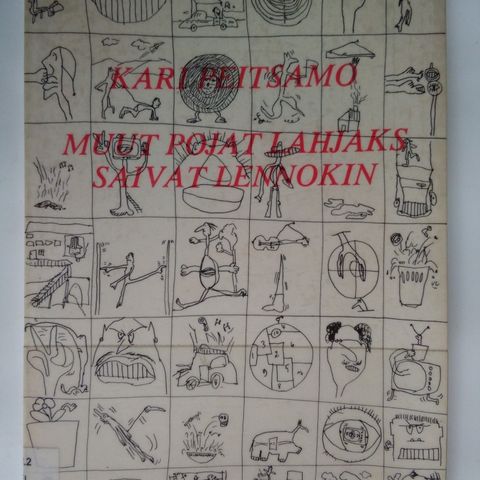 KARI PEITSAMO
MUUT POJAT LAHJAKS
SAIVAT LENNOKIN